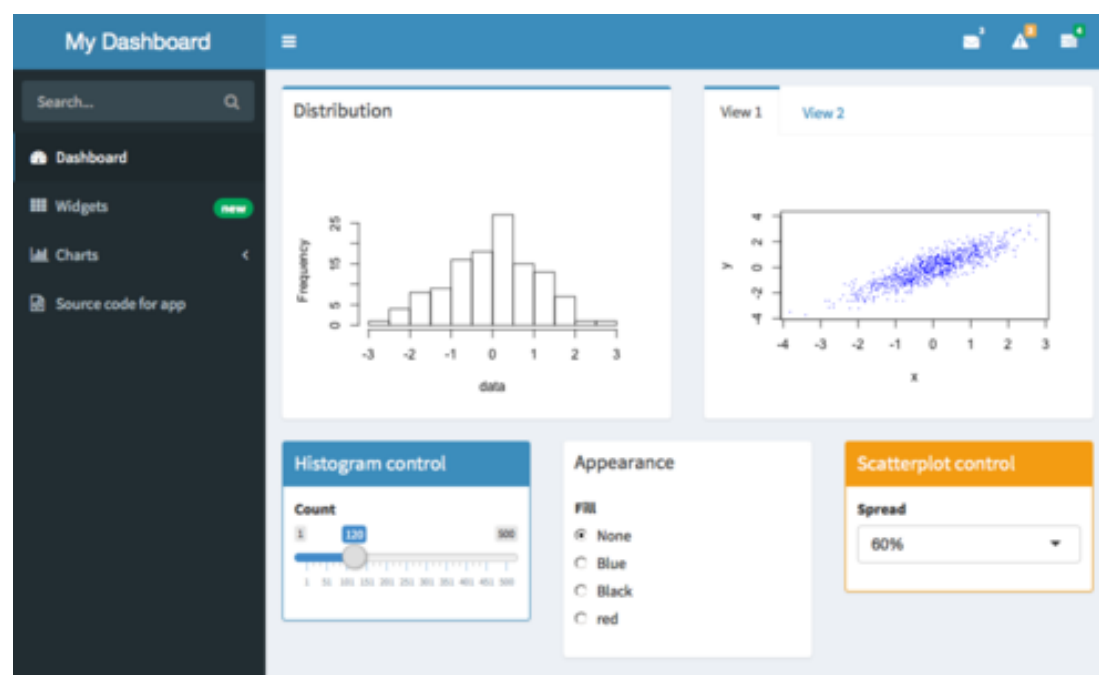 My Dashboard
3
4
Search...
Dashboard
Widgets new
Charts
Source code for app
Distribution
Frequency
0 5 15 25
-3 -2 -1 0 1 2 3
data
View 1 View 2
y
-4 -2 0 2 4
-4 -3 -2 -1 0 1 2 3
x
Histogram control
Count
1 120 500
1 51 101 151 201 251 301 351 401 451 500
Appearance
Fill
None
Blue
Black
red
Scatterplot control
Spread
60%